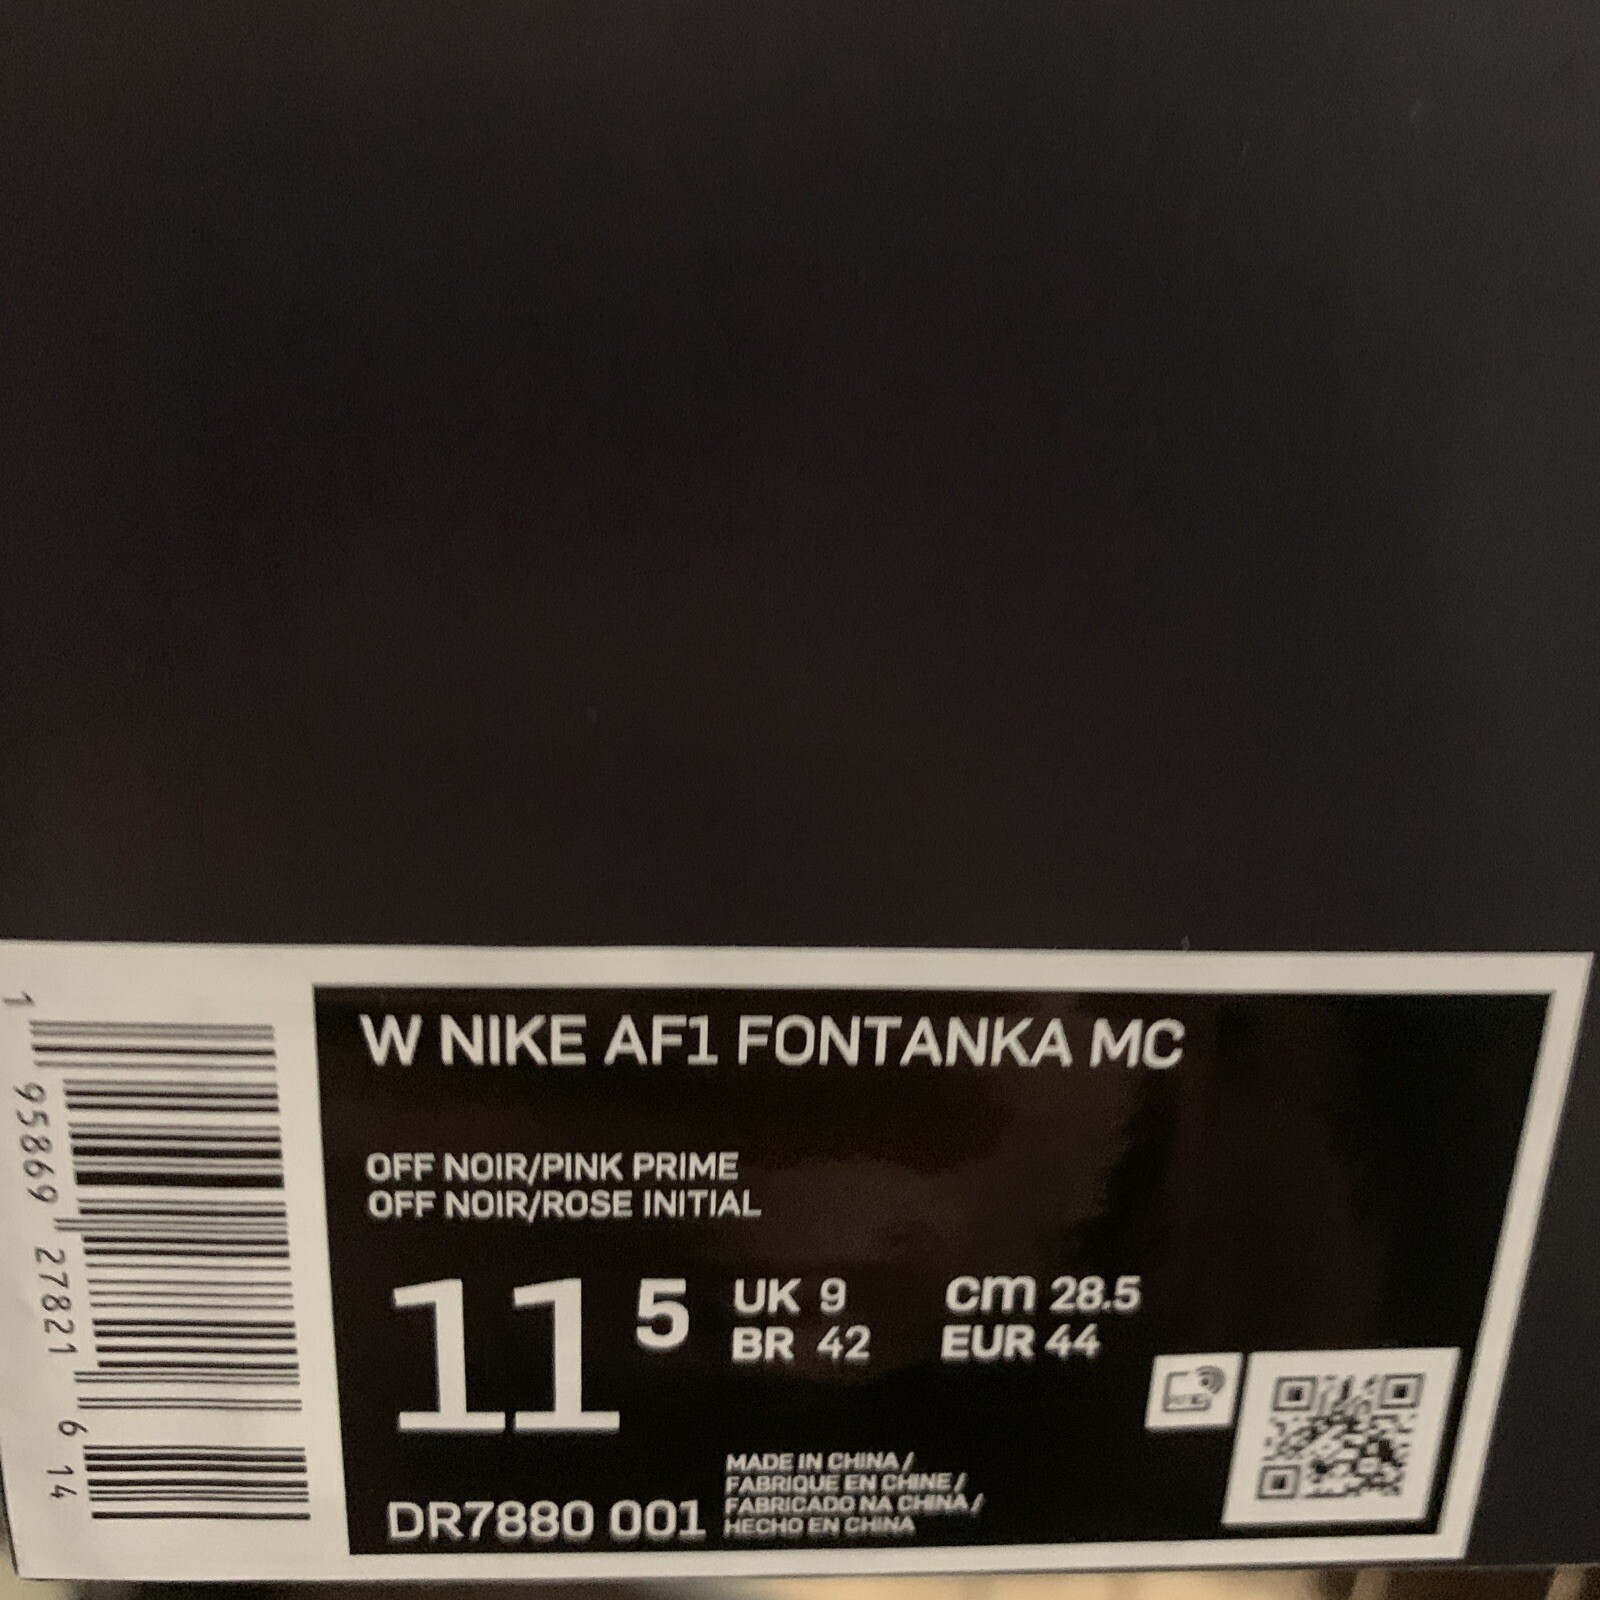 W NIKE AF1 FONTANKA MC
OFF NOIR/PINK PRIME
OFF NOIR/ROSE INITIAL
11 5
UK 9 cm 28.5
BR 42 EUR 44
DR7880 001
MADE IN CHINA /
FABRIQUE EN CHINE /
FABRICADO NA CHINA /
HECHO EN CHINA
1 95869 27821 6 14